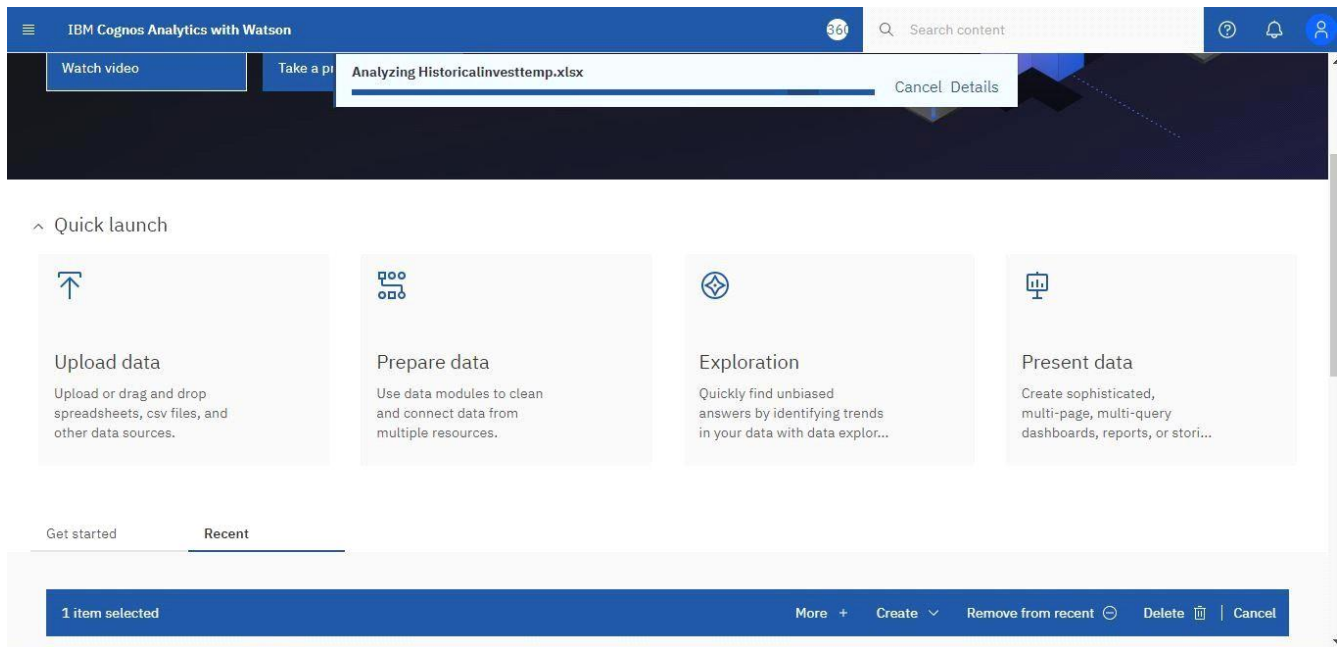 IBM Cognos Analytics with Watson
360
Search content
Watch video
Take a
Analyzing Historicalinvesttemp.xlsx
Cancel Details
Quick launch
Upload data
Upload or drag and drop
spreadsheets, csv files, and
other data sources.
Prepare data
Use data modules to clean
and connect data from
multiple resources.
Exploration
Quickly find unbiased
answers by identifying trends
in your data with data explor...
Present data
Create sophisticated,
multi-page, multi-query
dashboards, reports, or stori...
Get started
Recent
1 item selected
More +
Create
Remove from recent
Delete
Cancel